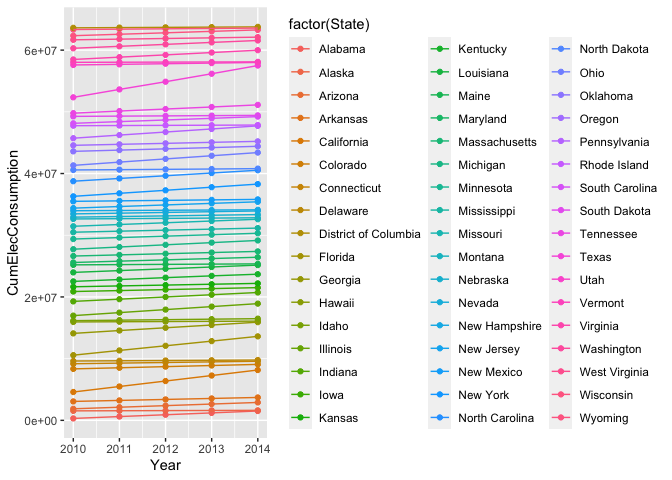 factor(State)
Alabama
Alaska
Arizona
Arkansas
California
Colorado
Connecticut
Delaware
District of Columbia
Florida
Georgia
Hawaii
Idaho
Illinois
Indiana
Iowa
Kansas
Kentucky
Louisiana
Maine
Maryland
Massachusetts
Michigan
Minnesota
Mississippi
Missouri
Montana
Nebraska
Nevada
New Hampshire
New Jersey
New Mexico
New York
North Carolina
North Dakota
Ohio
Oklahoma
Oregon
Pennsylvania
Rhode Island
South Carolina
South Dakota
Tennessee
Texas
Utah
Vermont
Virginia
Washington
West Virginia
Wisconsin
Wyoming
CumElecConsumption
6e+07
4e+07
2e+07
0e+00
2010 2011 2012 2013 2014
Year